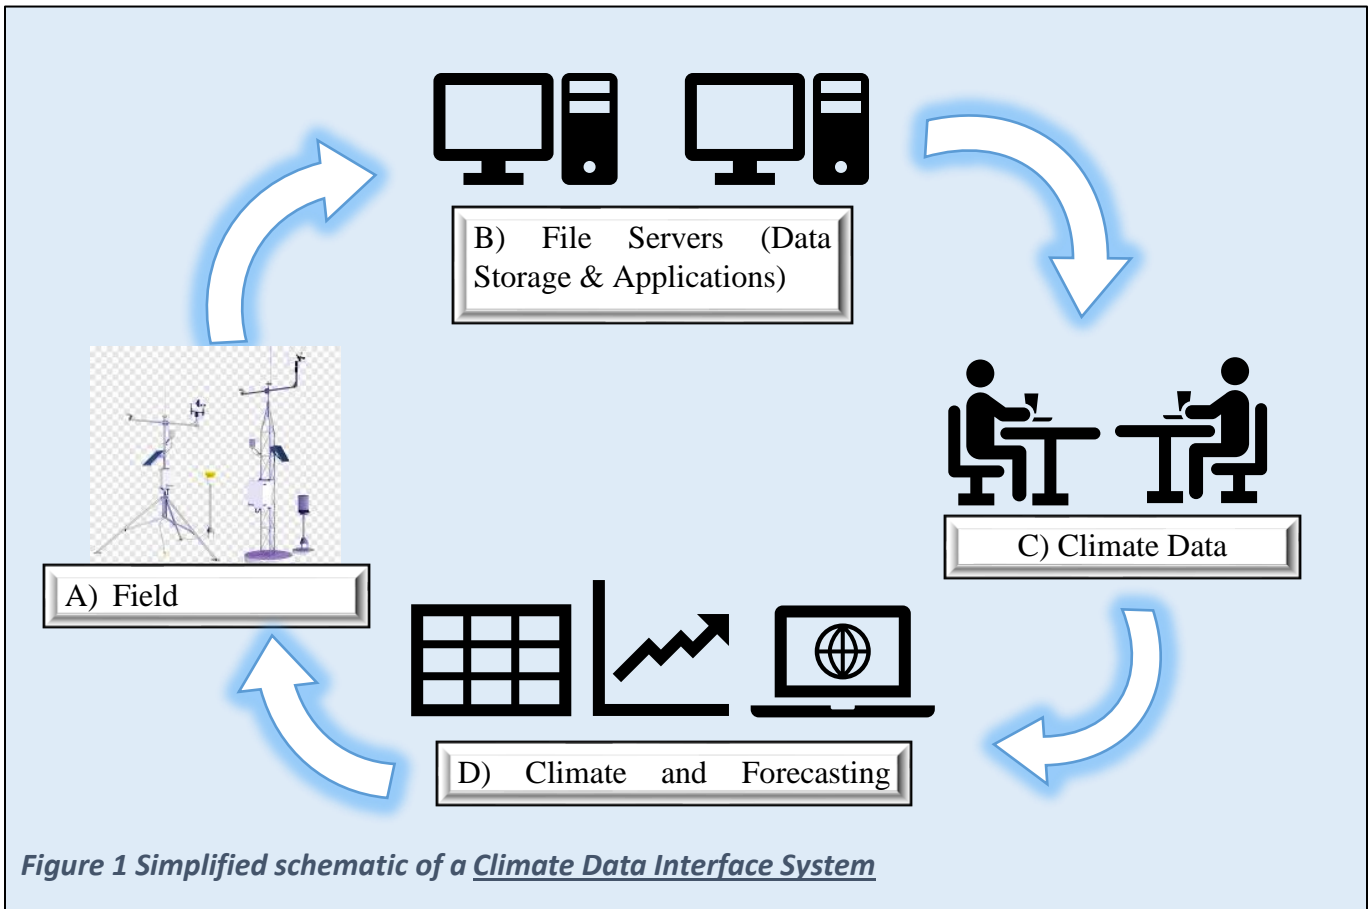 B) File Servers (Data
Storage & Applications)
C) Climate Data
A) Field
D) Climate and Forecasting
Figure 1 Simplified schematic of a Climate Data Interface System